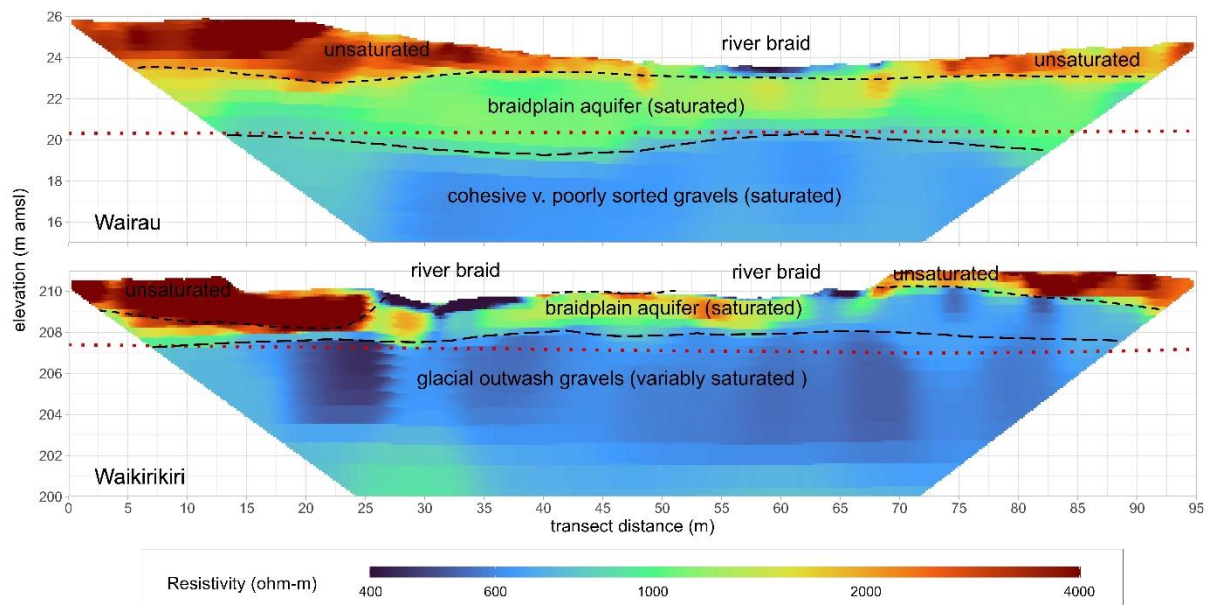 26
24
22
20
18
16
unsaturated
river braid
unsaturated
braidplain aquifer (saturated)
cohesive v. poorly sorted gravels (saturated)
Wairau
elevation (m amsl)
210
208
206
204
202
200
unsaturated
river braid
river braid
unsaturated
braidplain aquifer (saturated)
glacial outwash gravels (variably saturated )
Waikirikiri
0 5 10 15 20 25 30 35 40 45 50 55 60 65 70 75 80 85 90 95
transect distance (m)
Resistivity (ohm-m)
400 600 1000 2000 4000